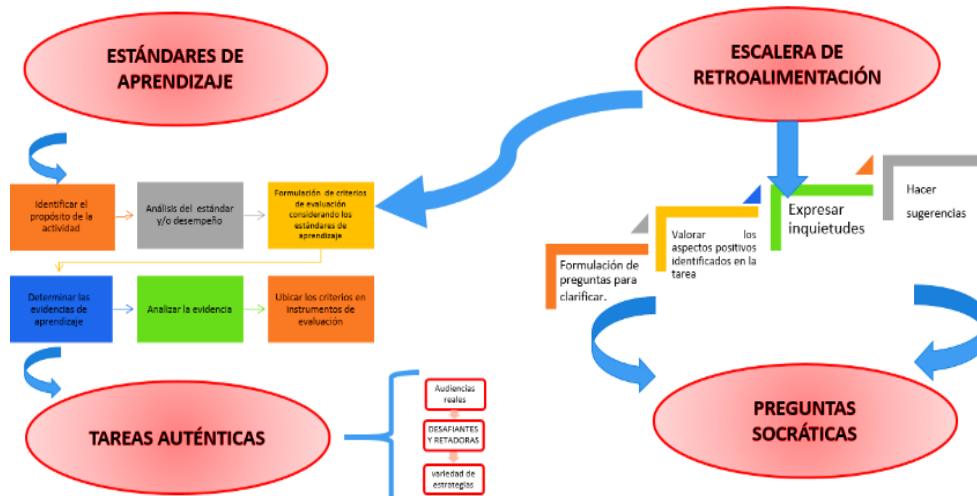 ESTÁNDARES DE
APRENDIZAJE
ESCALERA DE
RETROALIMENTACIÓN
Identificar el
propósito de la
actividad
Análisis del estándar
y/o desempeño
Formulación de criterios
de evaluación
considerando los
estándares de
aprendizaje
Determinar las
evidencias de
aprendizaje
Analizar la evidencia
Ubicar los criterios en
instrumentos de
evaluación
Formulación de
preguntas para
clarificar.
Valorar los
aspectos positivos
identificados en la
tarea
Expresar
inquietudes
Hacer
sugerencias
TAREAS AUTÉNTICAS
Audiencias
reales
DESAFIANTES
Y RETADORAS
variedad de
estrategias
PREGUNTAS
SOCRÁTICAS